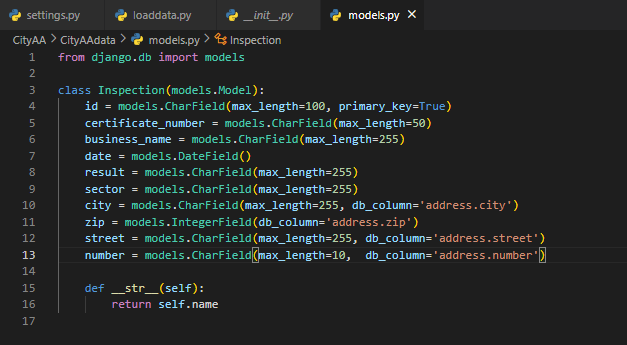 settings.py loaddata.py __init__.py models.py ×
CityAA > CityAAdata > models.py > Inspection
1 from django.db import models
2
3 class Inspection(models.Model):
4     id = models.CharField(max_length=100, primary_key=True)
5     certificate_number = models.CharField(max_length=50)
6     business_name = models.CharField(max_length=255)
7     date = models.DateField()
8     result = models.CharField(max_length=255)
9     sector = models.CharField(max_length=255)
10     city = models.CharField(max_length=255, db_column='address.city')
11     zip = models.IntegerField(db_column='address.zip')
12     street = models.CharField(max_length=255, db_column='address.street')
13     number = models.CharField(max_length=10,  db_column='address.number')
14
15     def __str__(self):
16         return self.name
17